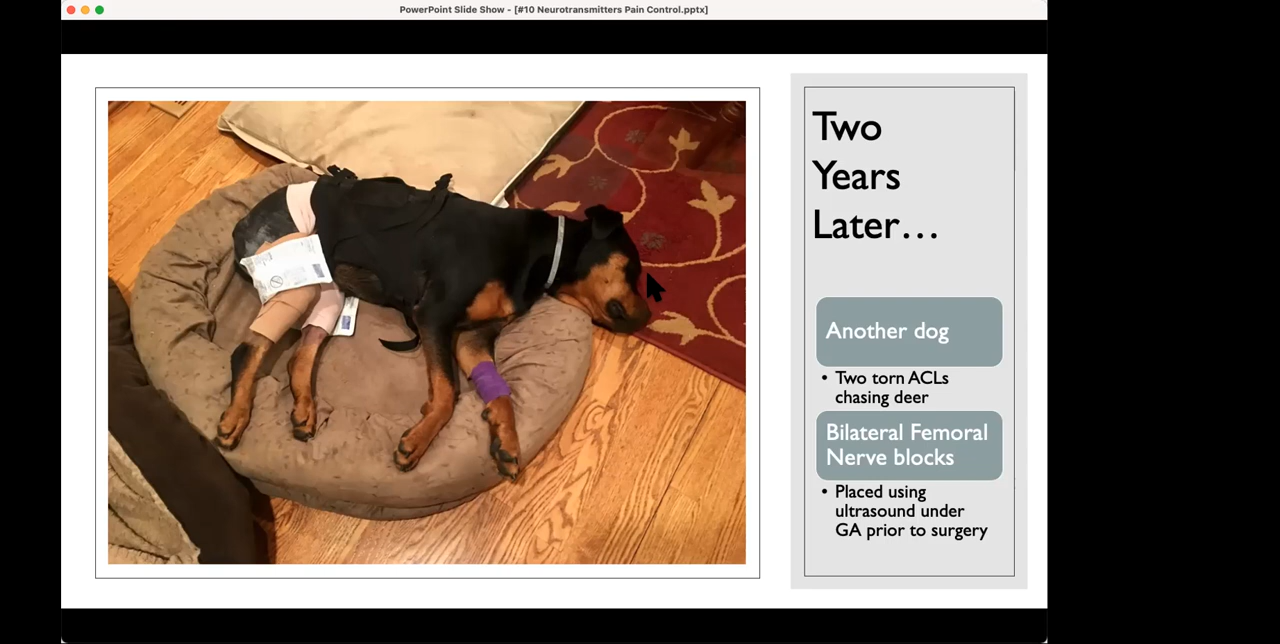 PowerPoint Slide Show - [#10 Neurotransmitters Pain Control.pptx]
Two
Years
Later…
Another dog
• Two torn ACLs
chasing deer
Bilateral Femoral
Nerve blocks
• Placed using
ultrasound under
GA prior to surgery